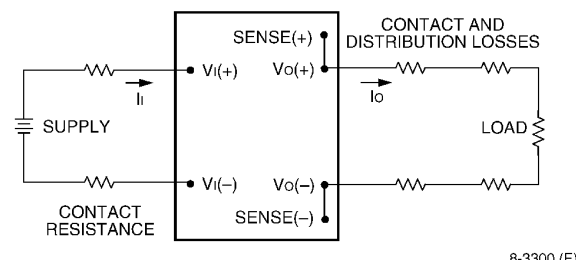 CONTACT AND
DISTRIBUTION LOSSES
SENSE(+)
VI(+)
VO(+)
II
IO
SUPPLY
LOAD
VI(–)
VO(–)
CONTACT
RESISTANCE
SENSE(–)
8-3300 (F)